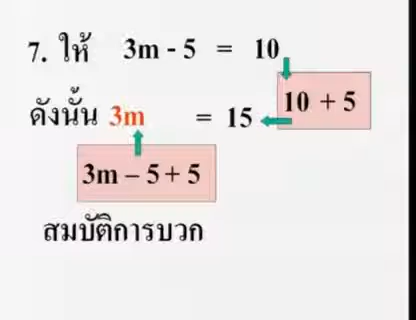 7. ให้ 3m - 5 = 10
10 + 5
ดังนั้น 3m = 15
3m – 5 + 5
สมบัติการบวก